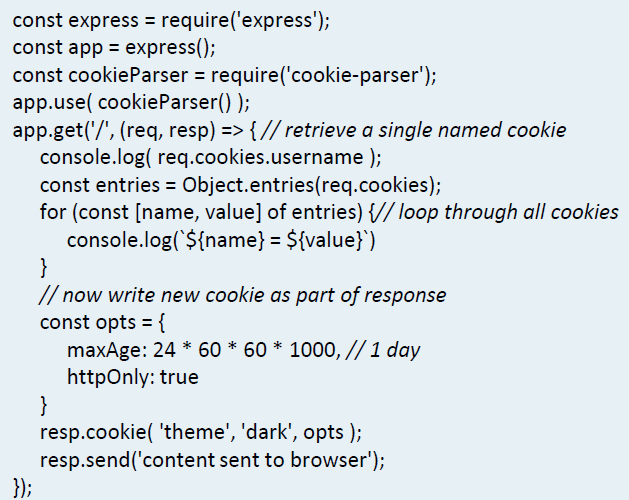 const express = require('express');
const app = express();
const cookieParser = require('cookie-parser');
app.use( cookieParser() );
app.get('/', (req, resp) => { // retrieve a single named cookie
console.log( req.cookies.username );
const entries = Object.entries(req.cookies);
for (const [name, value] of entries) {// loop through all cookies
console.log(`${name} = ${value}`)
}
// now write new cookie as part of response
const opts = {
maxAge: 24 * 60 * 60 * 1000, // 1 day
httpOnly: true
}
resp.cookie( 'theme', 'dark', opts );
resp.send('content sent to browser');
});